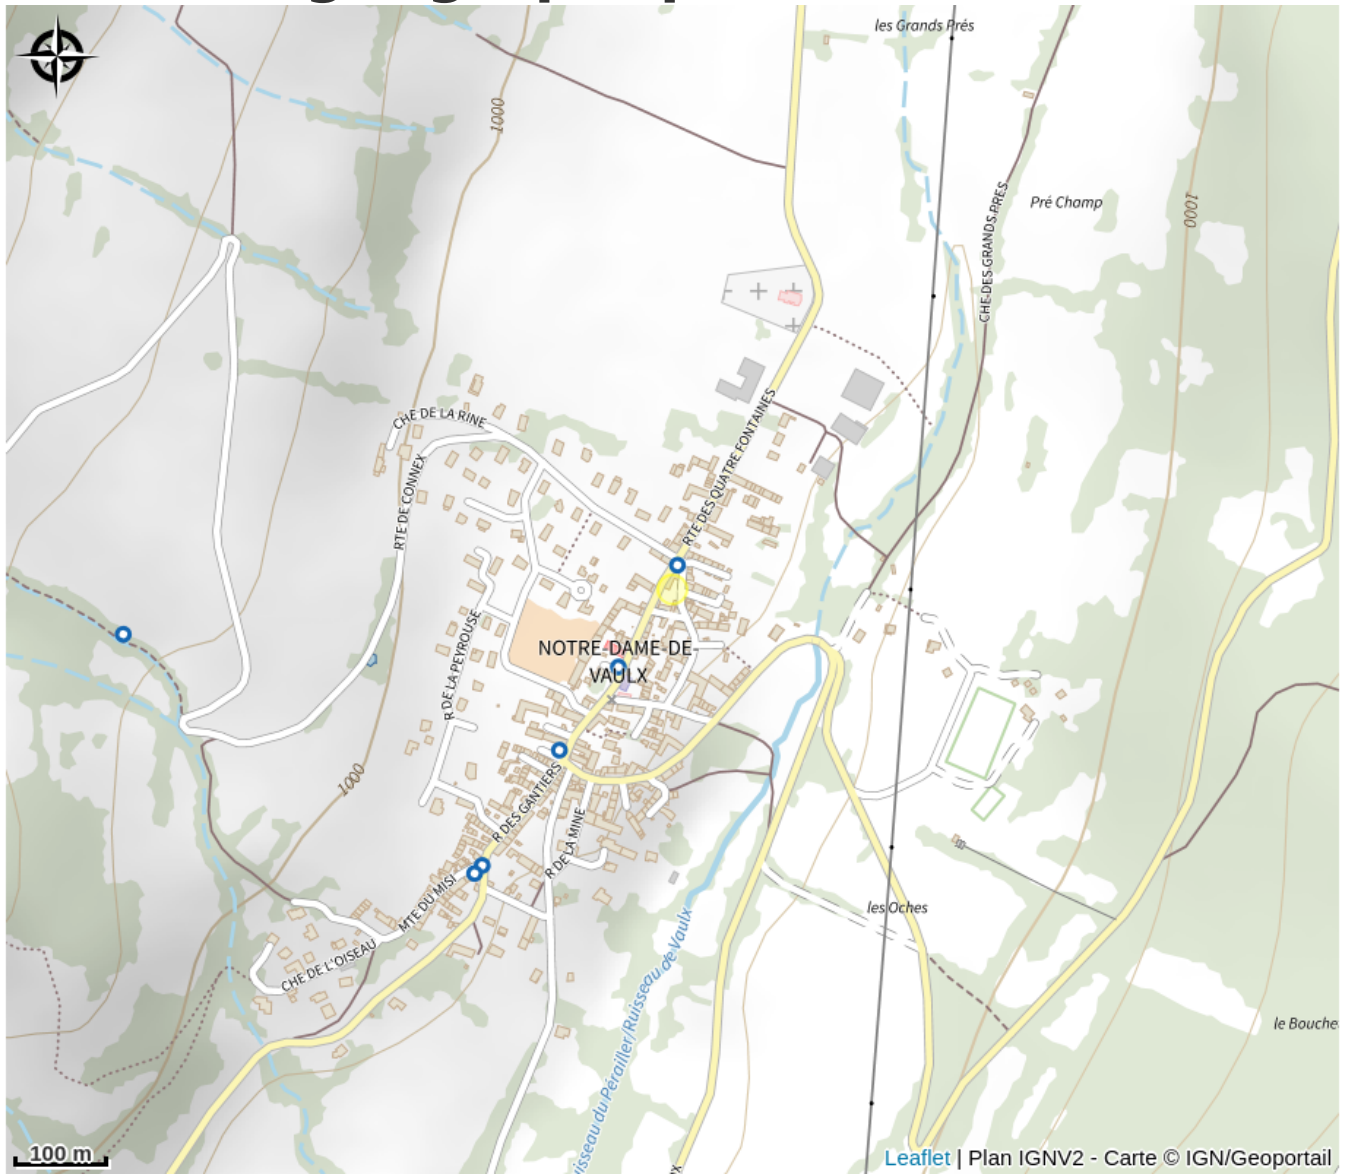 les Grands Prés
1000
CHE DES GRANDS PRES
Pré Champ
1000
CHE DE LA RINE
RTE DES QUATRE FONTAINES
RTE DE CONNEX
R DE LA PEYROUSE
NOTRE-DAME-DE-
VAULX
1000
R DES GANTIERS
R DE LA MINE
MTE DU MISI
les Oches
CHE DE L'OISEAU
isseau du Pérailler/Ruisseau de Vaulx
le Bouche
100 m
Leaflet | Plan IGNV2 - Carte © IGN/Geoportail